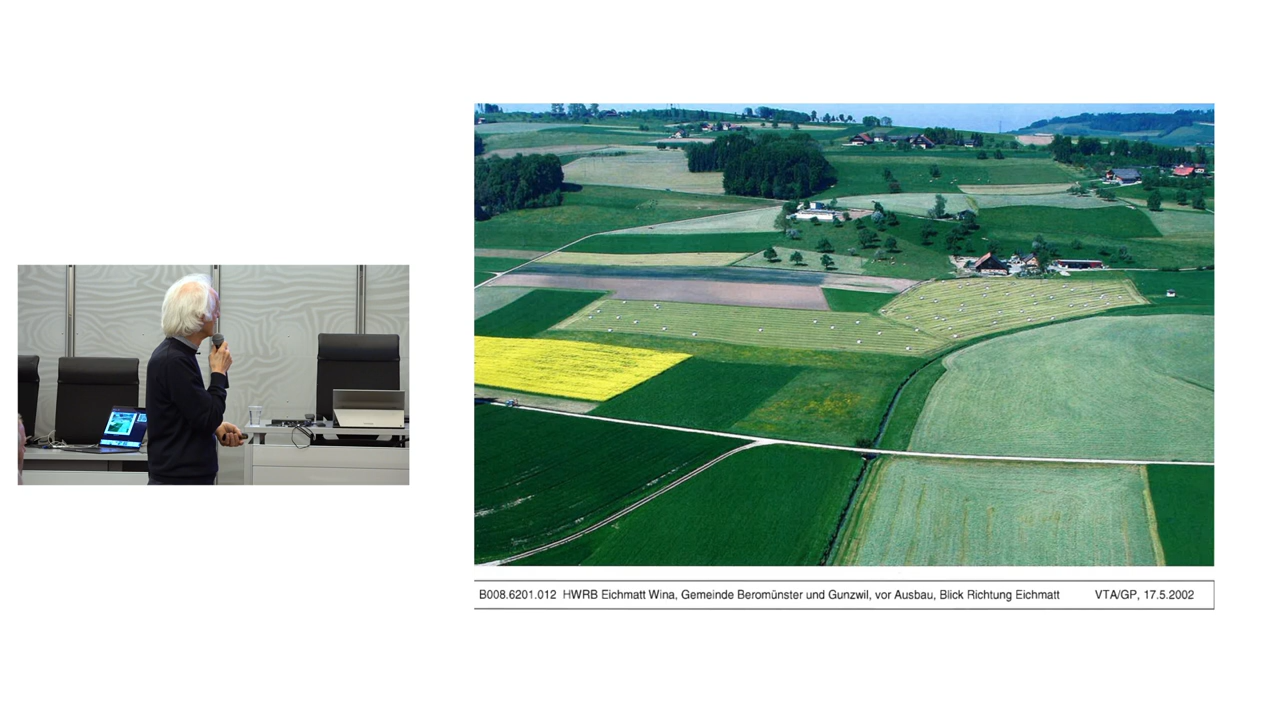 B008.6201.012 HWRB Eichmatt Wina, Gemeinde Beromünster und Gunzwil, vor Ausbau, Blick Richtung Eichmatt VTA/GP, 17.5.2002